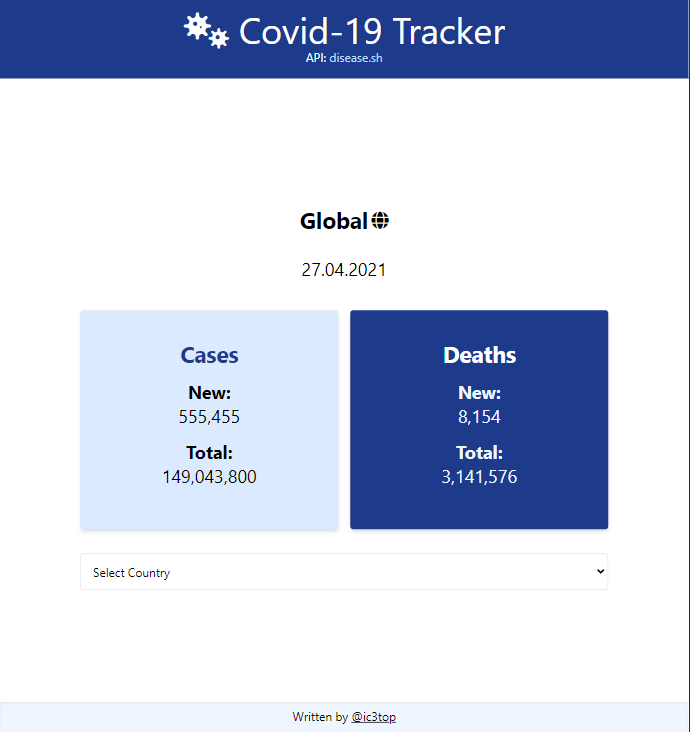 Covid-19 Tracker
API: disease.sh
Global
27.04.2021
Cases
New:
555,455
Total:
149,043,800
Deaths
New:
8,154
Total:
3,141,576
Select Country
Written by @ic3top